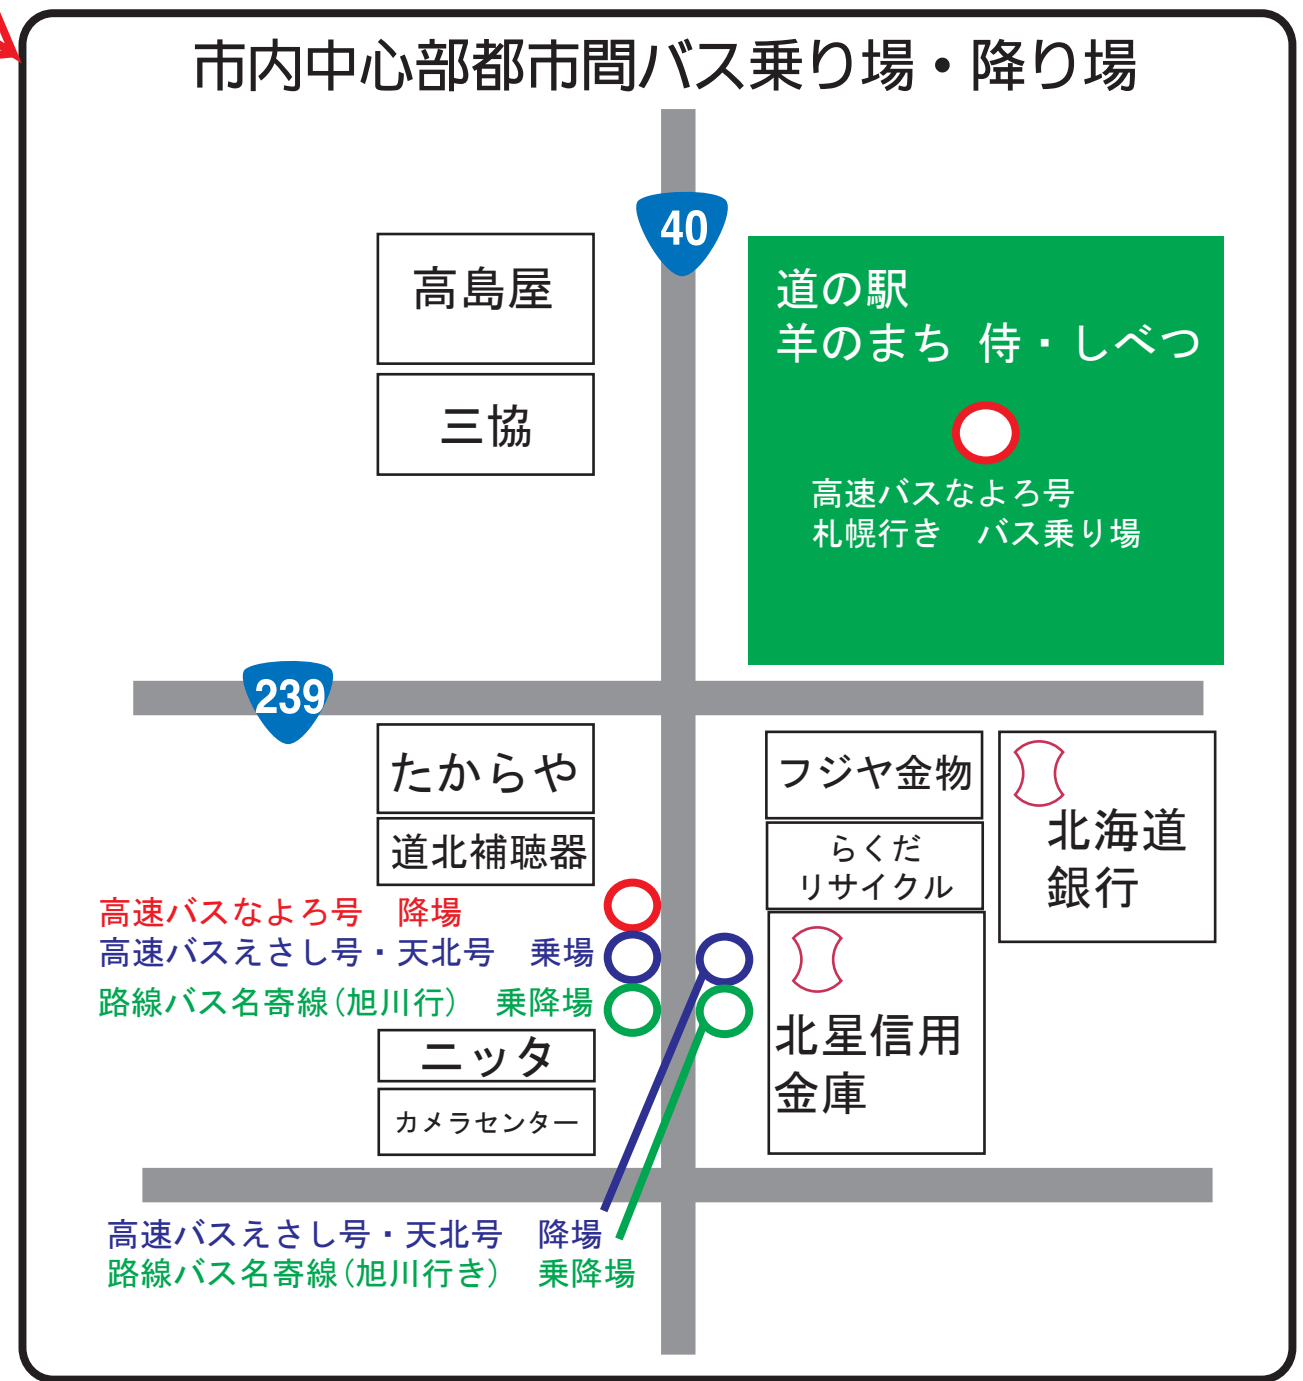 市内中心部都市間バス乗り場・降り場
40
高島屋
三協
道の駅
羊のまち 侍・しべつ
高速バスなよろ号
札幌行き　バス乗り場
239
たからや
道北補聴器
フジヤ金物
らくだ
リサイクル
北海道
銀行
高速バスなよろ号　降場
高速バスえさし号・天北号　乗場
路線バス名寄線(旭川行)　乗降場
北星信用
金庫
ニッタ
カメラセンター
高速バスえさし号・天北号　降場
路線バス名寄線(旭川行き)　乗降場